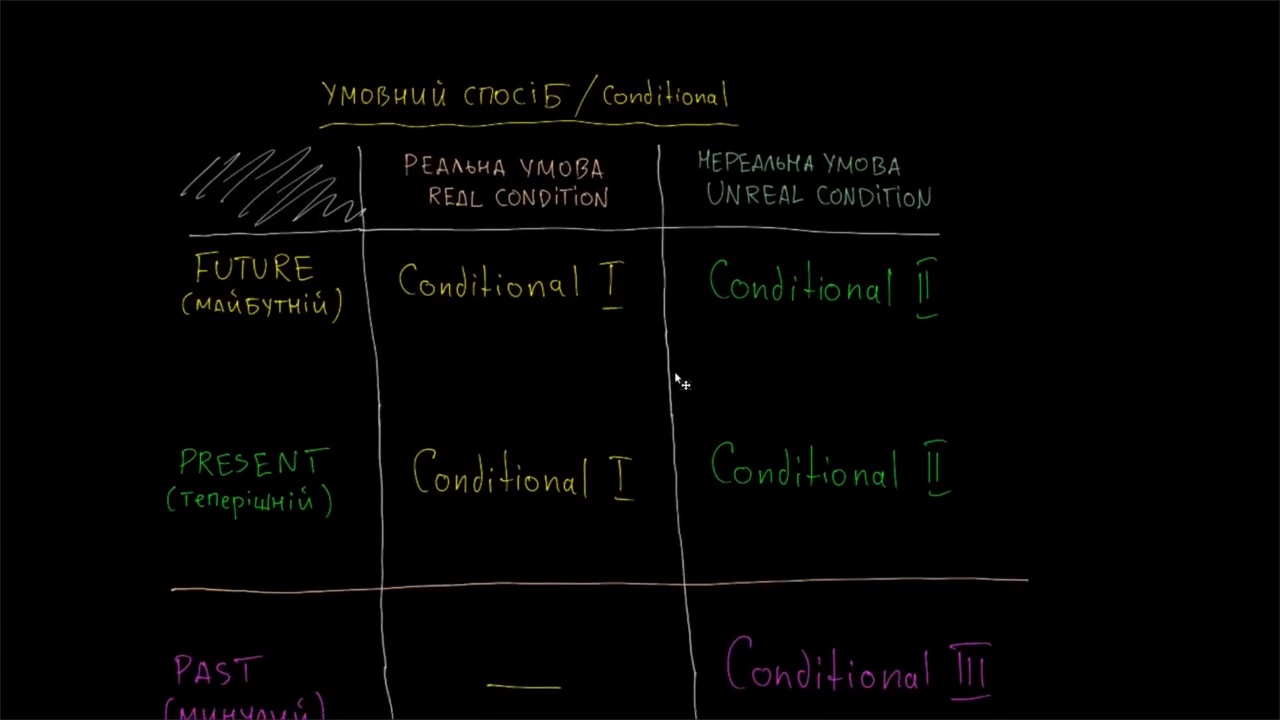 УМОВНИЙ СПОСІБ / Conditional
РЕАЛЬНА УМОВА
REAL CONDITION
НЕРЕАЛЬНА УМОВА
UNREAL CONDITION
FUTURE
(майбутній)
Conditional I
Conditional II
PRESENT
(теперішній)
Conditional I
Conditional II
PAST
(минулий)
Conditional III